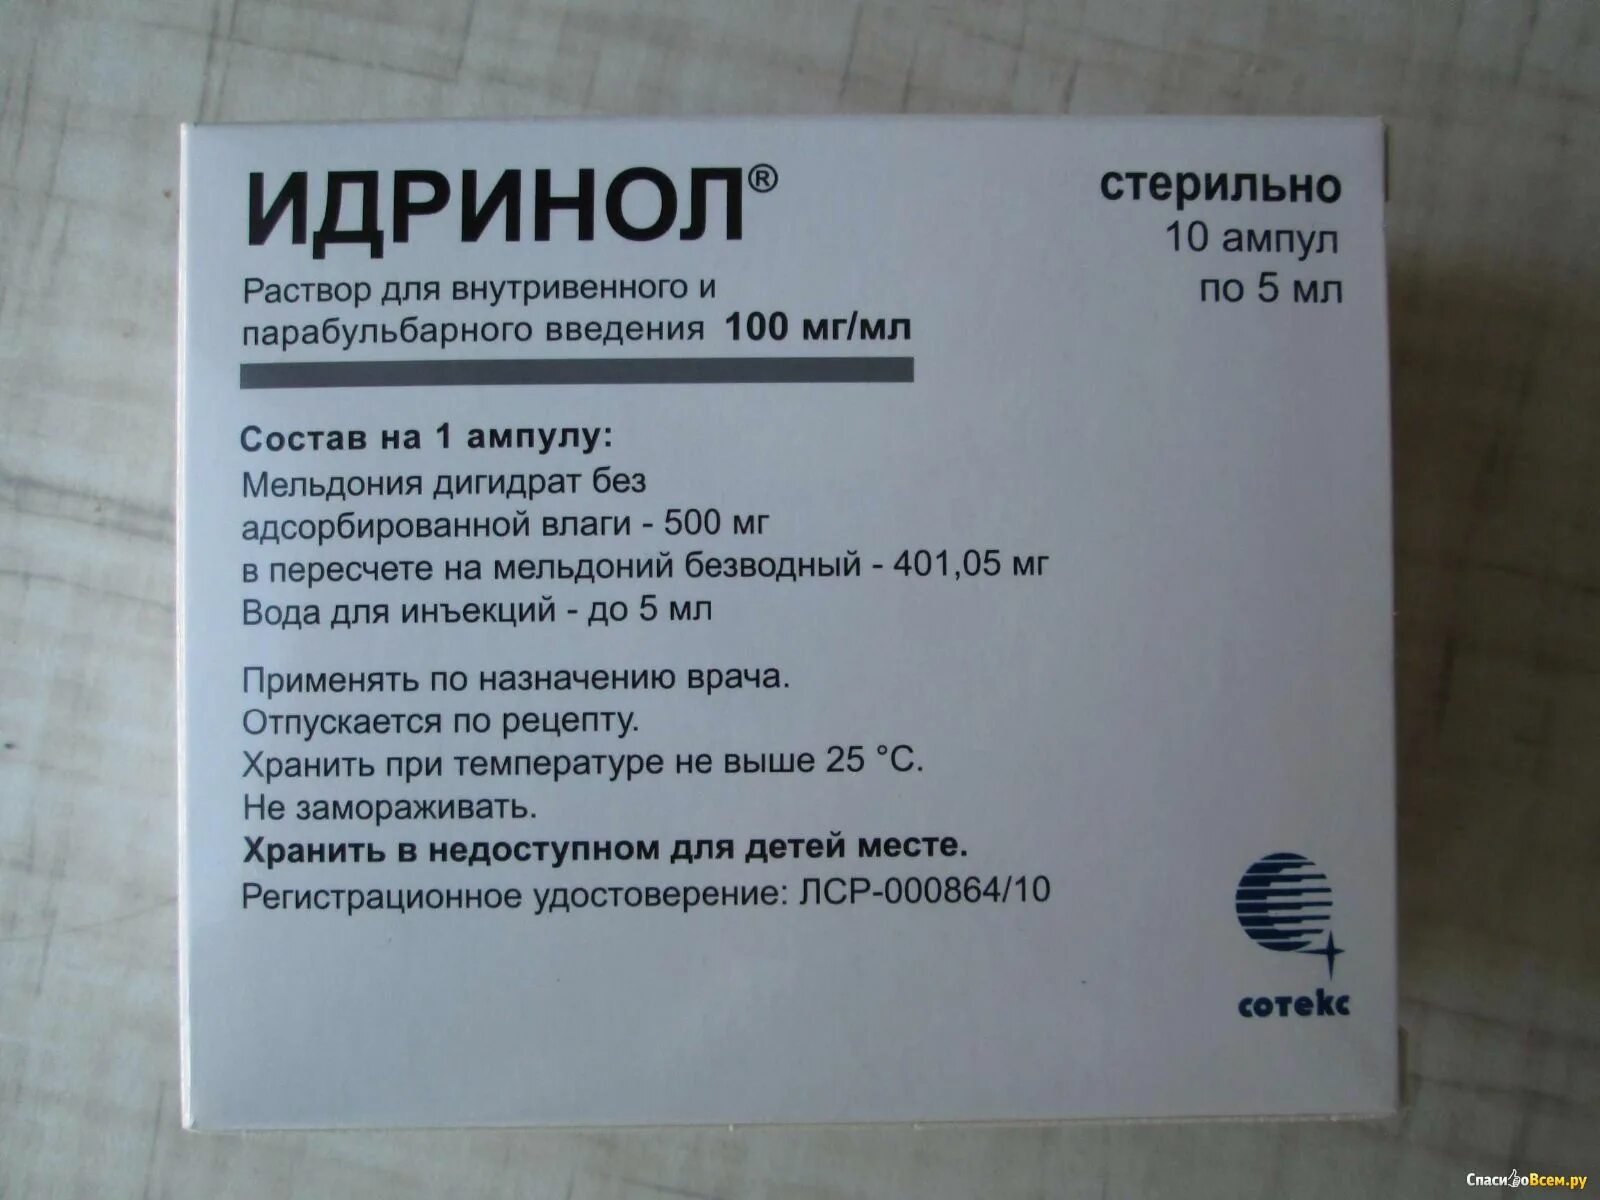 ИДРИНОЛ®
Раствор для внутривенного и
парабульбарного введения 100 мг/мл
стерильно
10 ампул
по 5 мл
Состав на 1 ампулу:
Мельдония дигидрат без
адсорбированной влаги - 500 мг
в пересчете на мельдоний безводный - 401,05 мг
Вода для инъекций - до 5 мл
Применять по назначению врача.
Отпускается по рецепту.
Хранить при температуре не выше 25 °С.
Не замораживать.
Хранить в недоступном для детей месте.
Регистрационное удостоверение: ЛСР-000864/10
сотекс
СпасибоВсем.ру